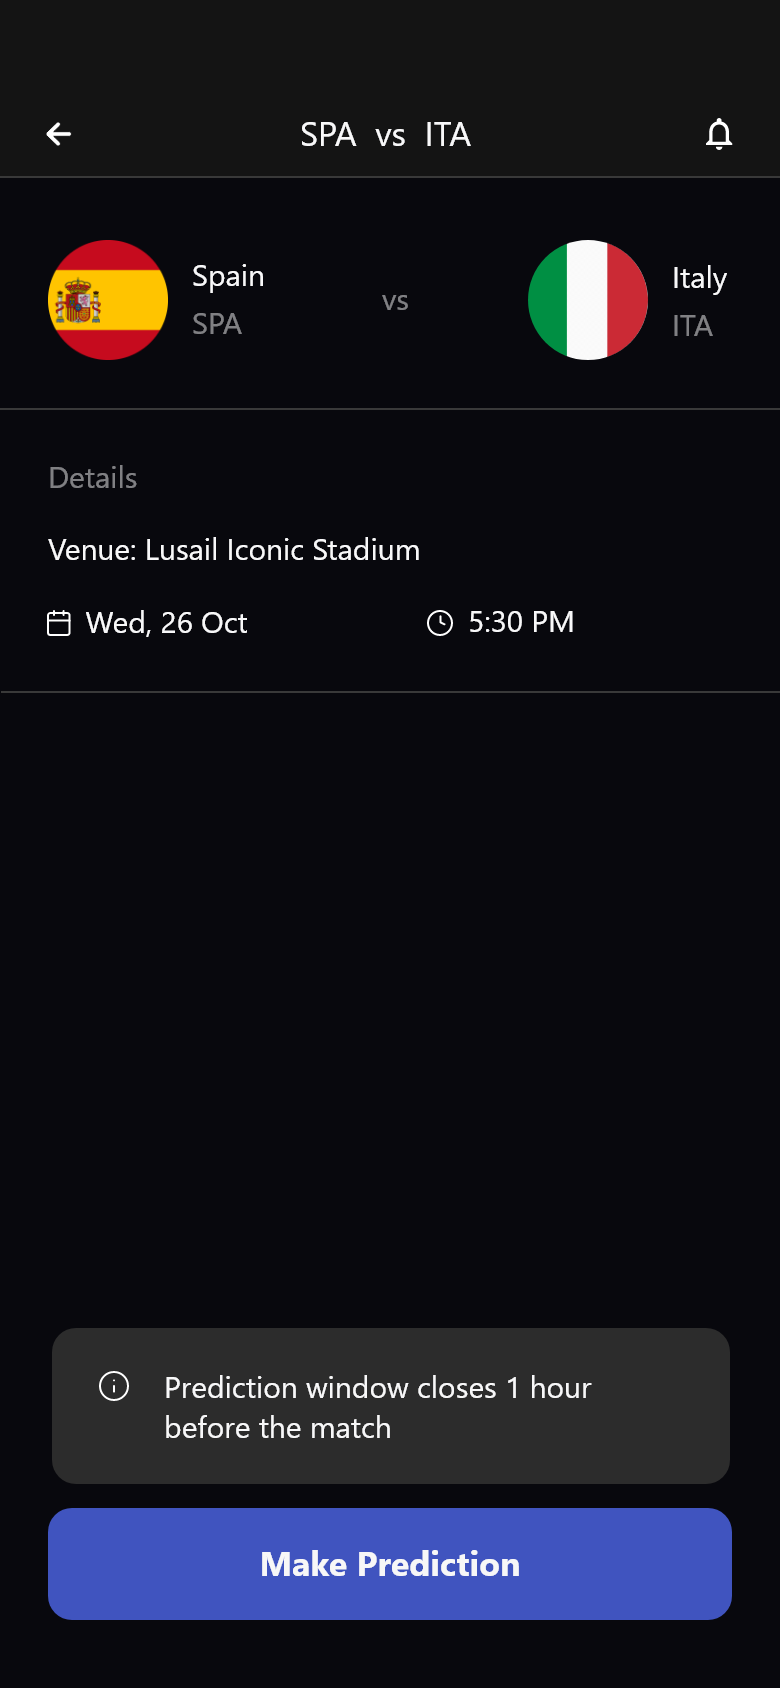 SPA vs ITA
Spain
SPA
vs
Italy
ITA
Details
Venue: Lusail Iconic Stadium
Wed, 26 Oct
5:30 PM
Prediction window closes 1 hour
before the match
Make Prediction